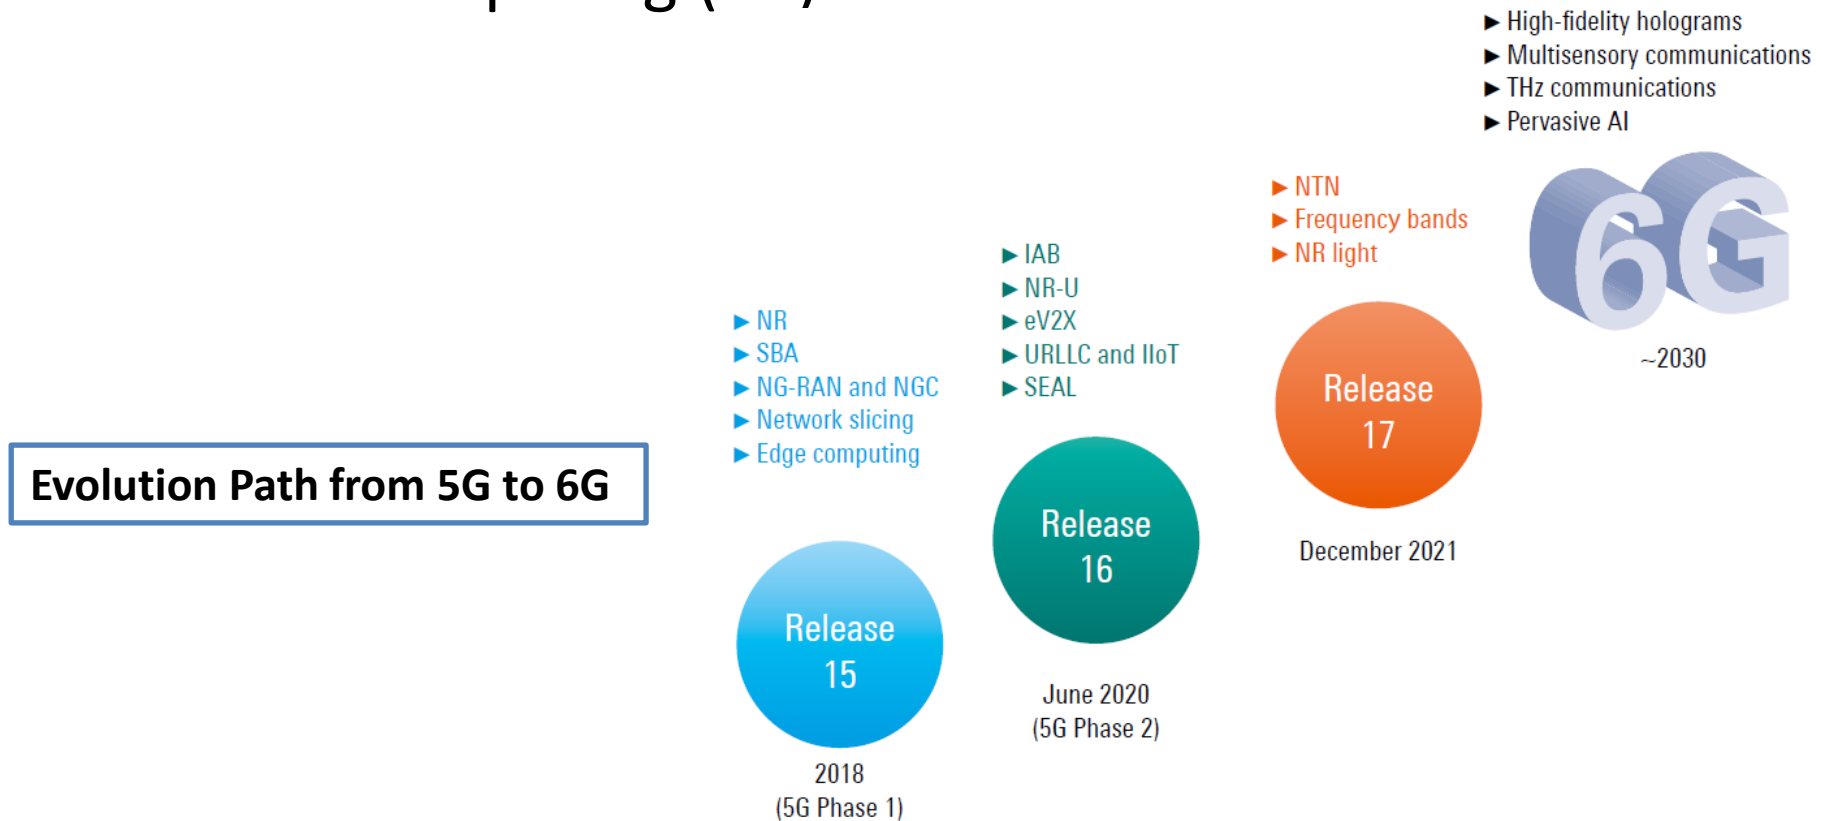 ► High-fidelity holograms
► Multisensory communications
► THz communications
► Pervasive AI
6G
~2030
► NTN
► Frequency bands
► NR light
Release
17
December 2021
► IAB
► NR-U
► eV2X
► URLLC and IIoT
► SEAL
Release
16
June 2020
(5G Phase 2)
► NR
► SBA
► NG-RAN and NGC
► Network slicing
► Edge computing
Release
15
2018
(5G Phase 1)
Evolution Path from 5G to 6G